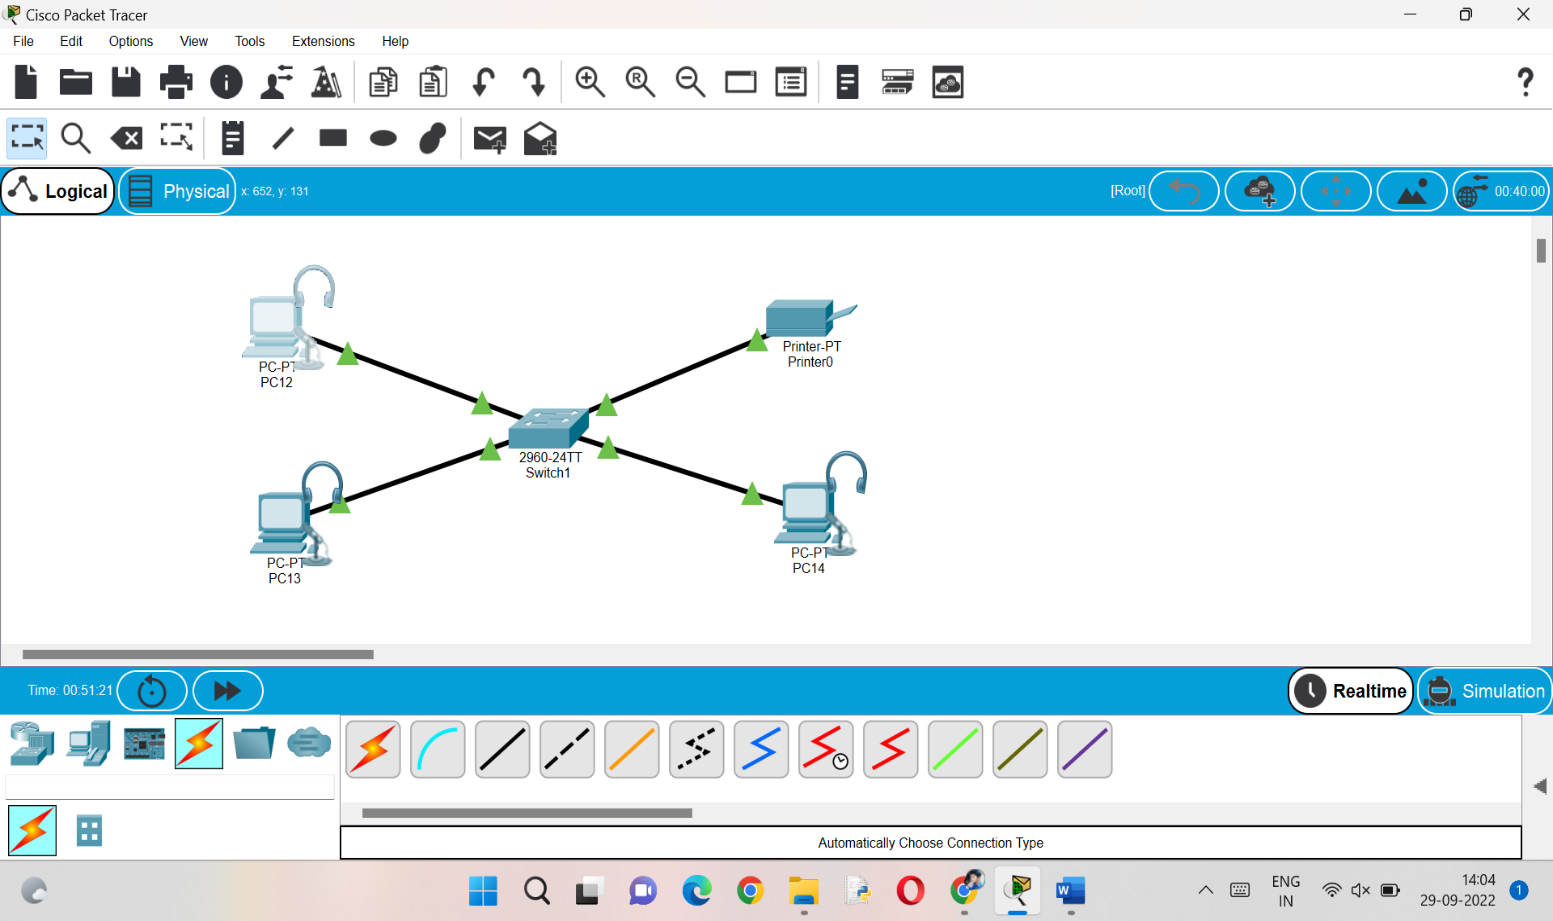 Cisco Packet Tracer
File Edit Options View Tools Extensions Help
Logical Physical x: 652, y: 131 [Root] 00:40:00
PC-PT
PC12
Printer-PT
Printer0
2960-24TT
Switch1
PC-PT
PC13
PC-PT
PC14
Time: 00:51:21 Realtime Simulation
Automatically Choose Connection Type
ENG
IN
14:04
29-09-2022
1